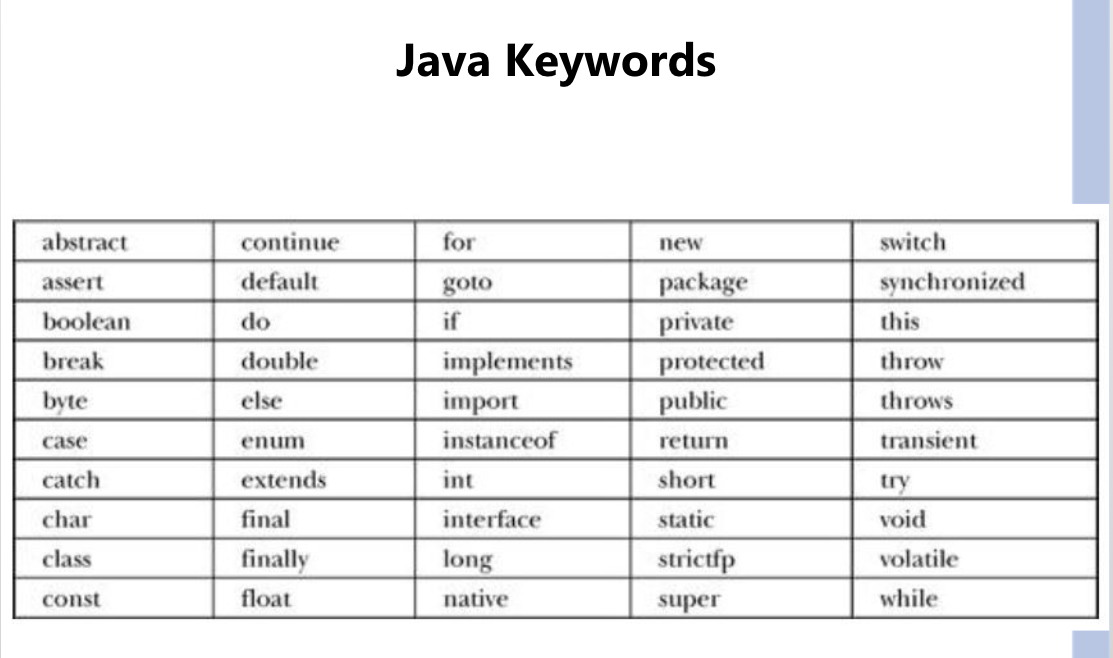 Java Keywords
abstract continue for new switch
assert default goto package synchronized
boolean do if private this
break double implements protected throw
byte else import public throws
case enum instanceof return transient
catch extends int short try
char final interface static void
class finally long strictfp volatile
const float native super while